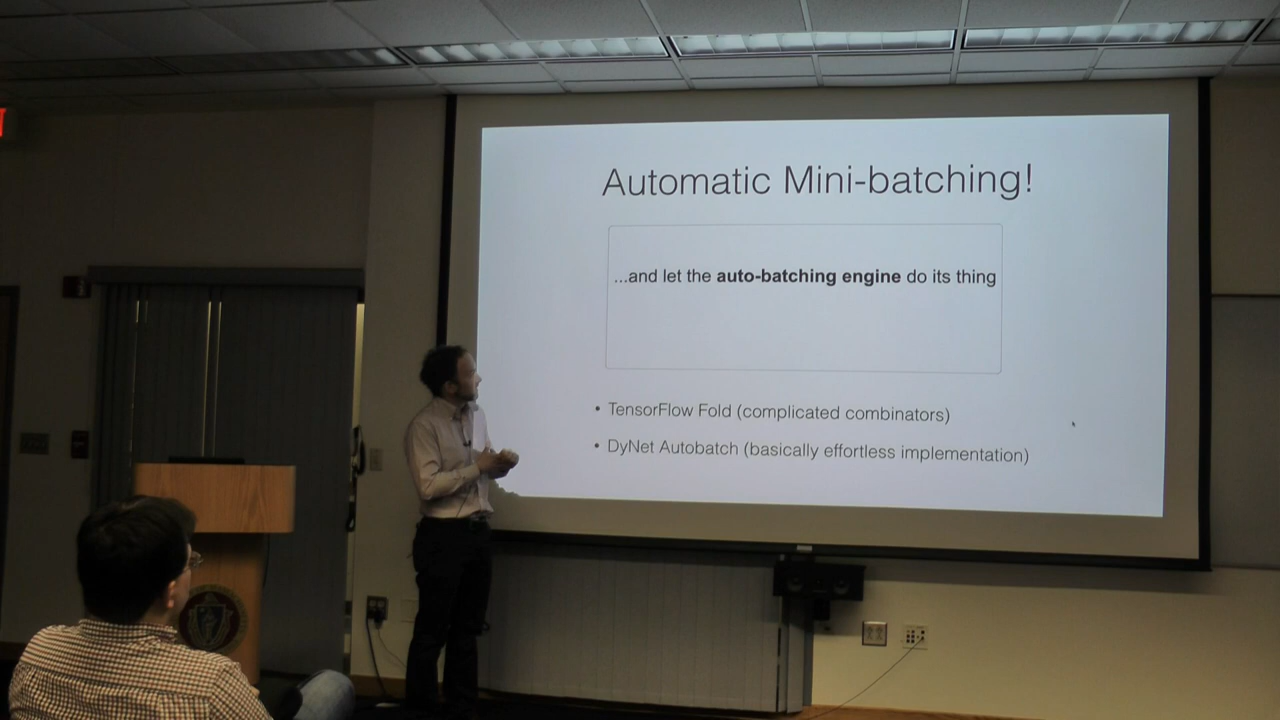 Automatic Mini-batching!
...and let the auto-batching engine do its thing
• TensorFlow Fold (complicated combinators)
• DyNet Autobatch (basically effortless implementation)